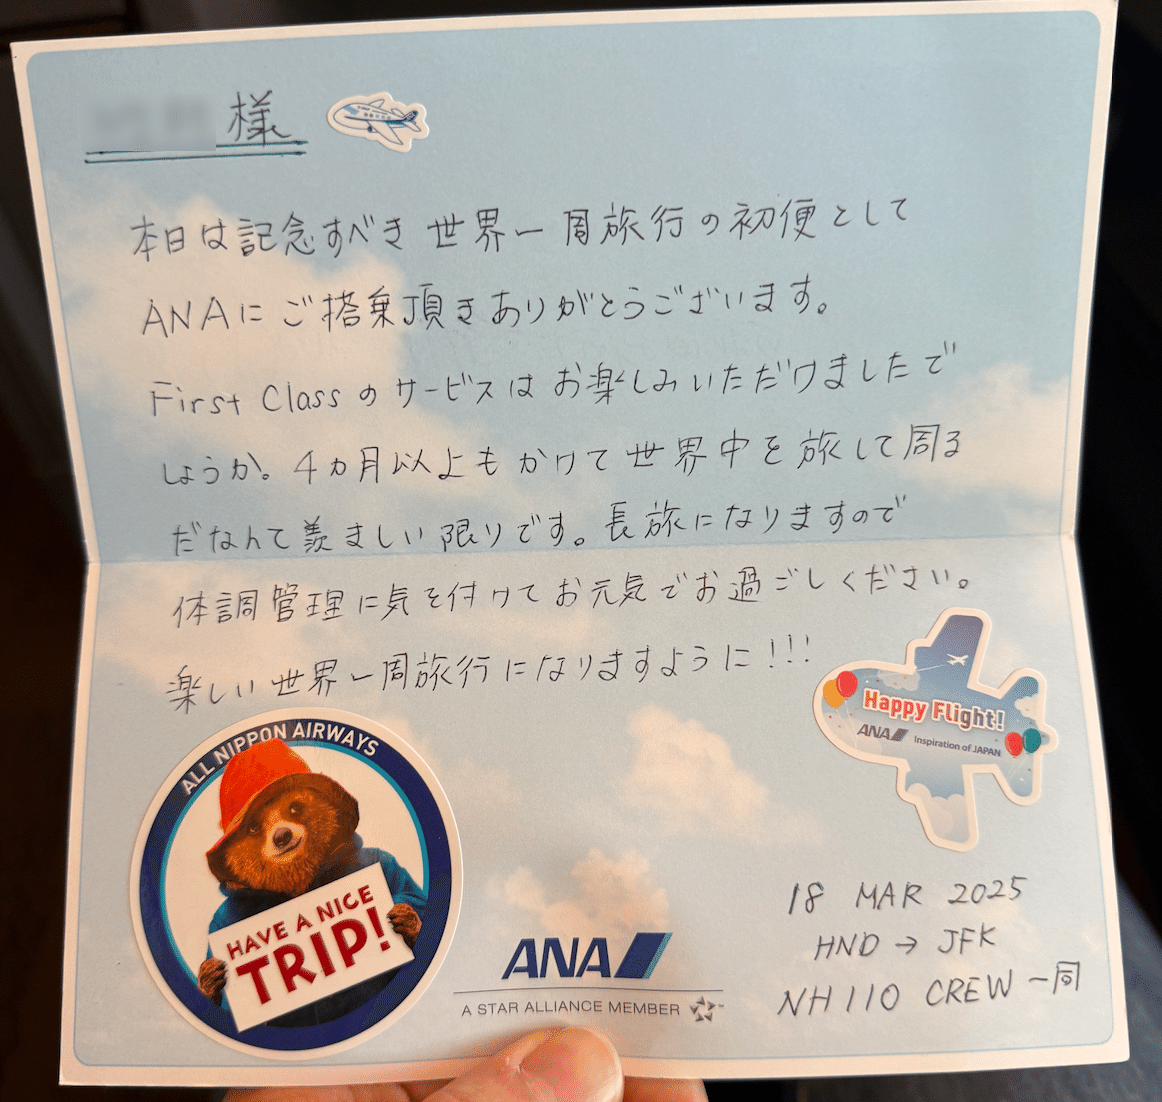 様
本日は記念すべき世界一周旅行の初便として
ANAにご搭乗頂きありがとうございます。
First Classのサービスはお楽しみいただけましたで
しょうか。4カ月以上もかけて世界中を旅して周る
だなんて羨ましい限りです。長旅になりますので
体調管理に気を付けてお元気でお過ごしください。
楽しい世界一周旅行になりますように!!!
ALL NIPPON AIRWAYS
HAVE A NICE
TRIP!
Happy Flight!
ANA Inspiration of JAPAN
ANA
A STAR ALLIANCE MEMBER
18 MAR 2025
HND → JFK
NH110 CREW一同